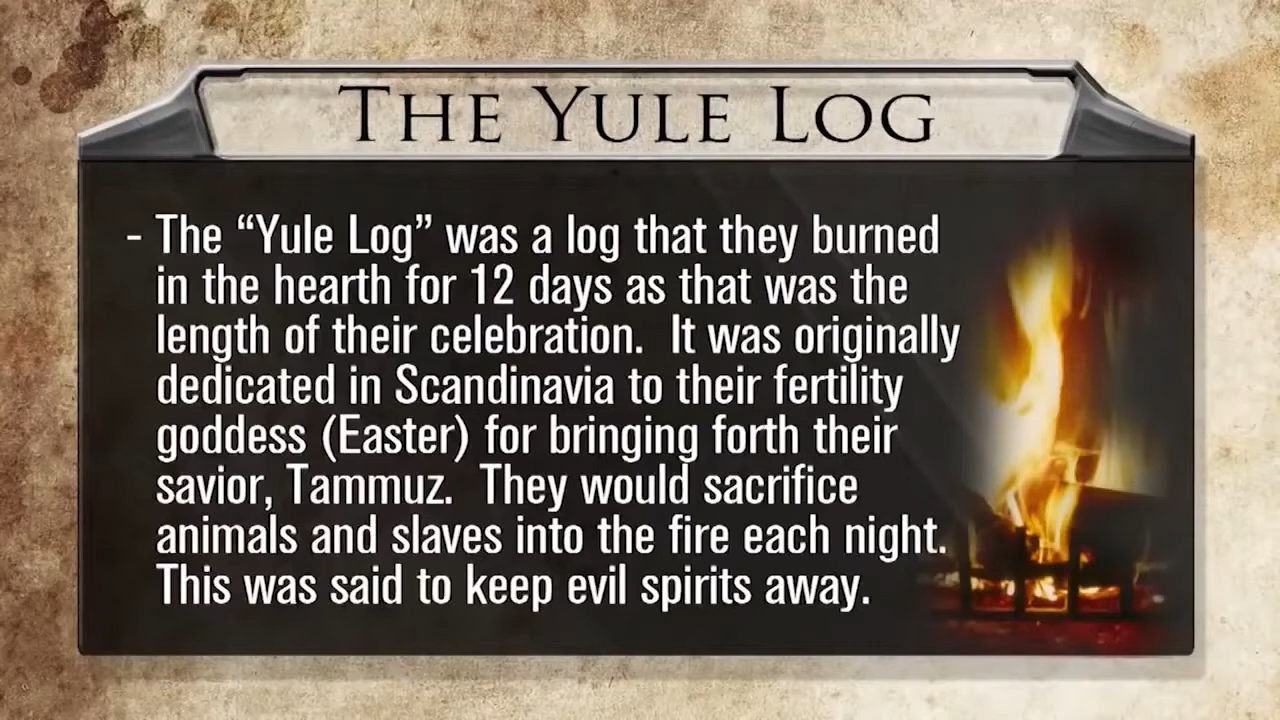 THE YULE LOG
- The “Yule Log” was a log that they burned
in the hearth for 12 days as that was the
length of their celebration.  It was originally
dedicated in Scandinavia to their fertility
goddess (Easter) for bringing forth their
savior, Tammuz.  They would sacrifice
animals and slaves into the fire each night.
This was said to keep evil spirits away.